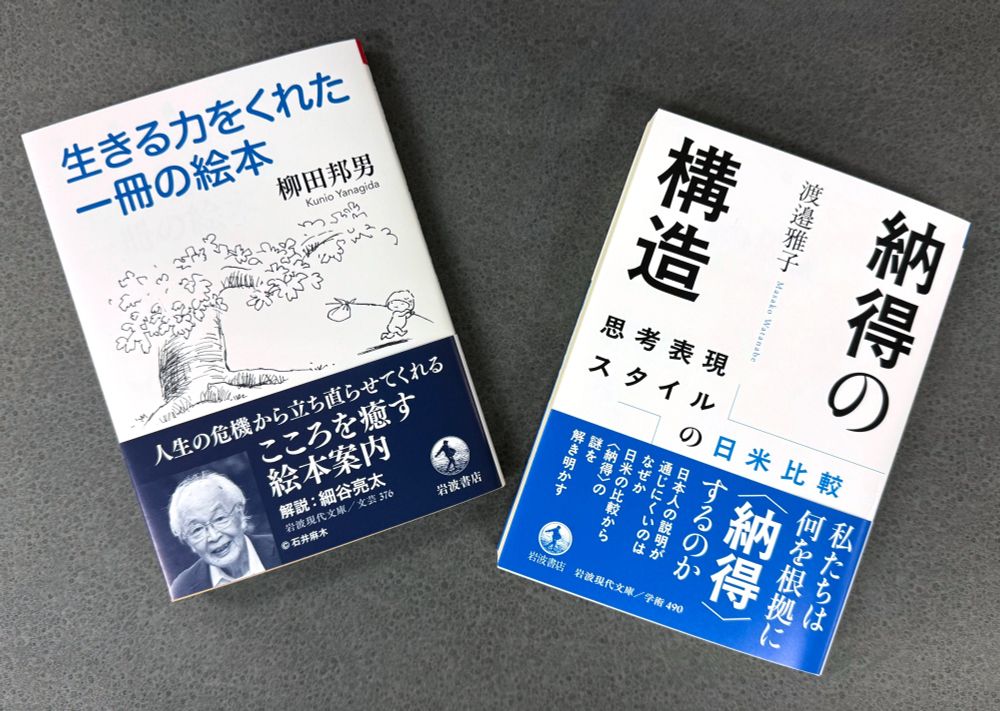 生きる力をくれた
一冊の絵本
柳田邦男
Kunio Yanagida
人生の危機から立ち直らせてくれる
こころを癒す
絵本案内
解説：細谷亮太
岩波現代文庫／文芸 376
©石井麻木
岩波書店
納得の
構造
渡邉雅子
Masako Watanabe
思考表現
スタイル
の日米比較
私たちは
何を根拠に
〈納得〉
するのか
日本人の説明が
なぜか
通じにくいのは
日米の比較から
〈納得〉の
謎を
解き明かす
岩波書店
岩波現代文庫／学術 490